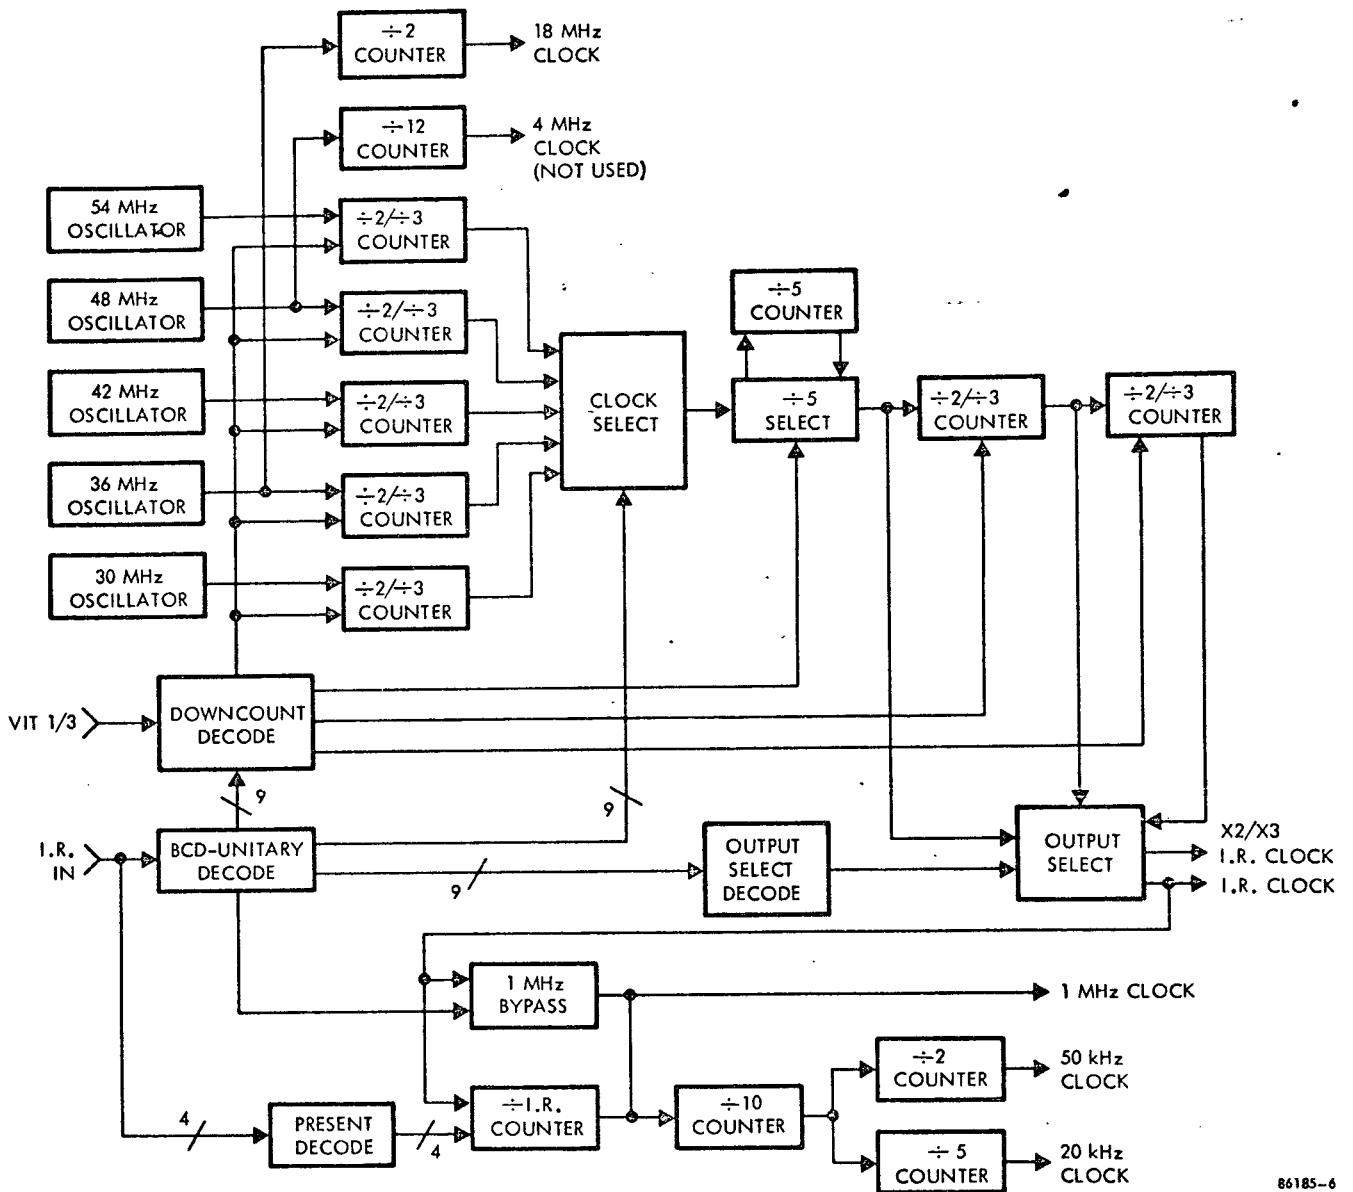 ÷2
COUNTER
18 MHz
CLOCK
÷12
COUNTER
4 MHz
CLOCK
(NOT USED)
54 MHz
OSCILLATOR
÷2/÷3
COUNTER
48 MHz
OSCILLATOR
÷2/÷3
COUNTER
÷5
COUNTER
42 MHz
OSCILLATOR
÷2/÷3
COUNTER
CLOCK
SELECT
÷5
SELECT
÷2/÷3
COUNTER
÷2/÷3
COUNTER
36 MHz
OSCILLATOR
÷2/÷3
COUNTER
30 MHz
OSCILLATOR
÷2/÷3
COUNTER
VIT 1/3
DOWNCOUNT
DECODE
9
9
I.R.
IN
BCD-UNITARY
DECODE
9
OUTPUT
SELECT
DECODE
OUTPUT
SELECT
X2/X3
I.R. CLOCK
I.R. CLOCK
1 MHz
BYPASS
1 MHz CLOCK
÷2
COUNTER
50 kHz
CLOCK
4
PRESENT
DECODE
4
÷I.R.
COUNTER
÷10
COUNTER
÷ 5
COUNTER
20 kHz
CLOCK
86185-6